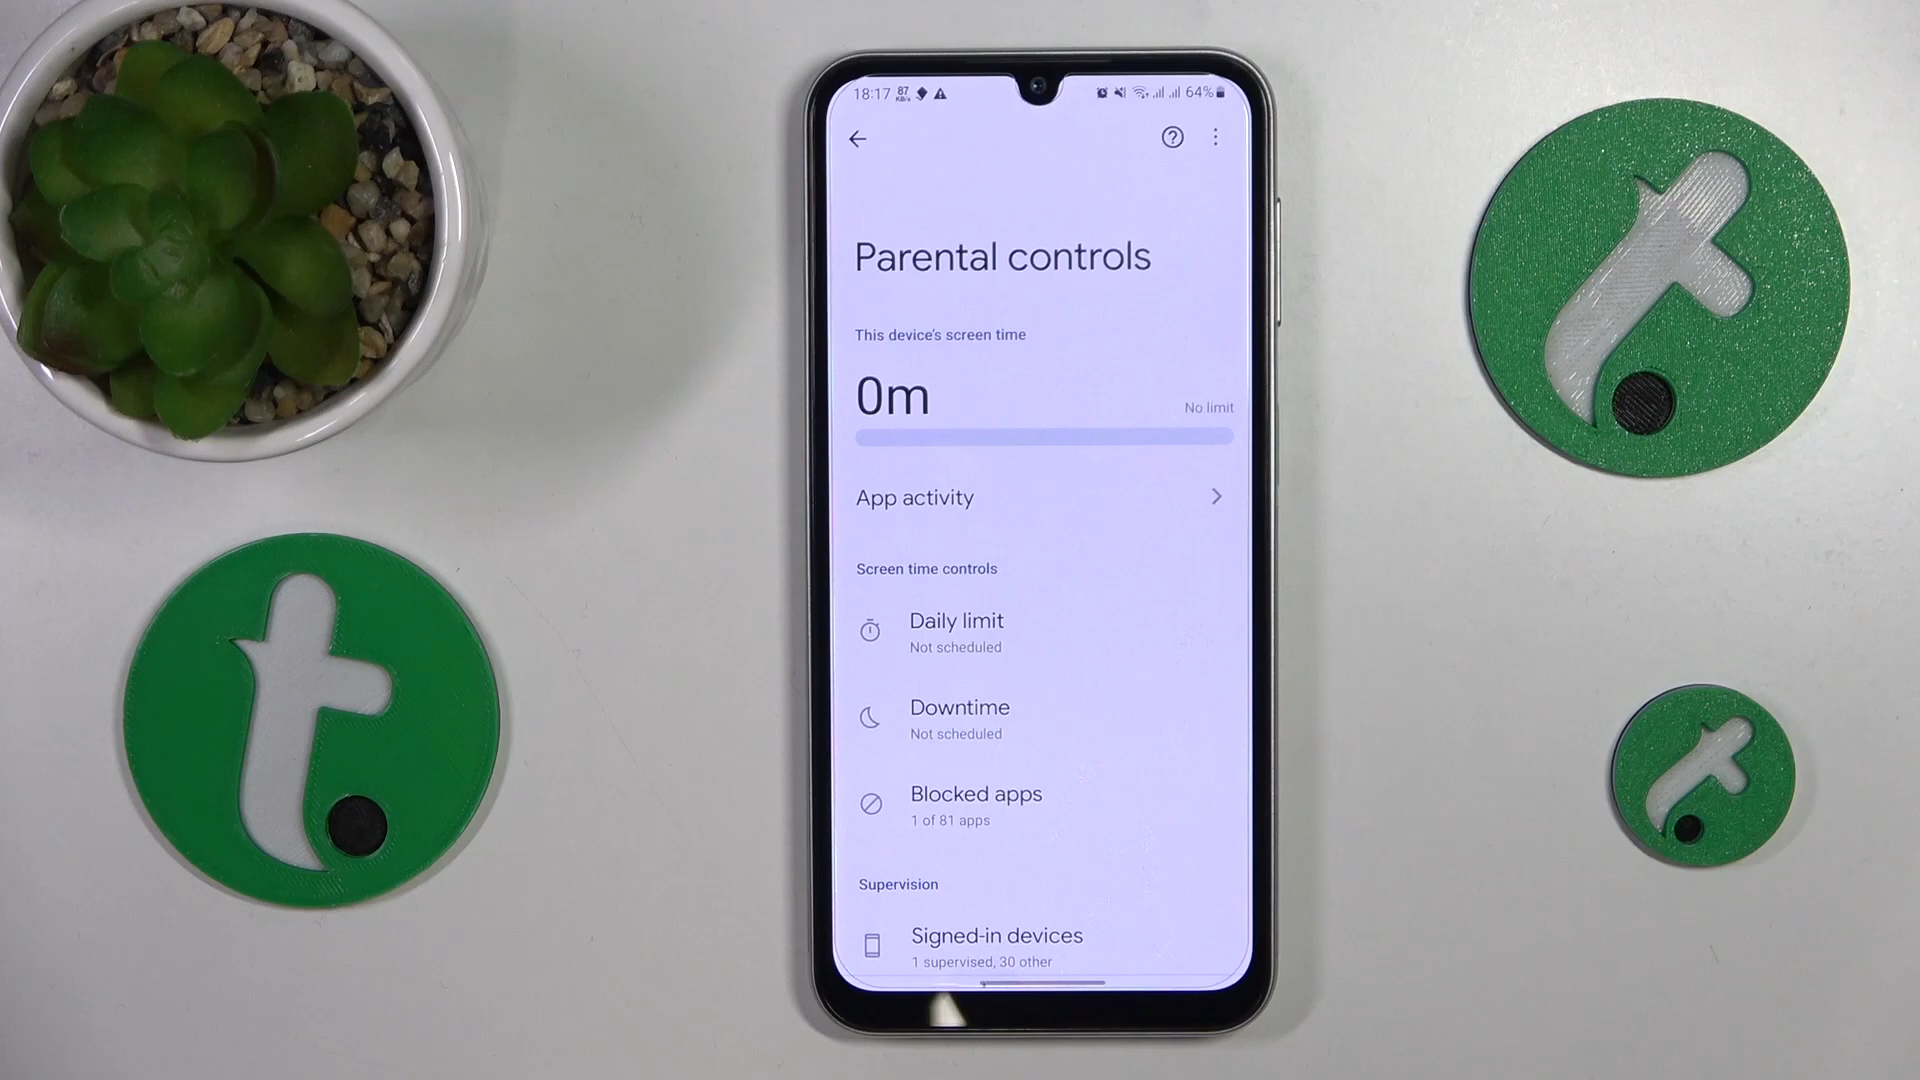 18:17 87 KB/s 64%
Parental controls
This device's screen time
0m
No limit
App activity
Screen time controls
Daily limit
Not scheduled
Downtime
Not scheduled
Blocked apps
1 of 81 apps
Supervision
Signed-in devices
1 supervised, 30 other
t.
t.
t.